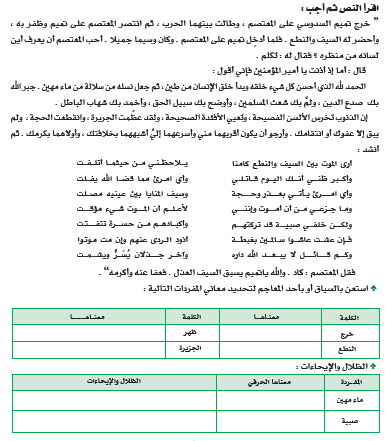 اقرأ النص ثم أجب :
" خرج تميم السدوسي على المعتصم ، وطالت بينهما الحرب ، ثم انتصر المعتصم على تميم وظفر به ،
وأحضر له السيف والنطع . فلما أدخل تميم على المعتصم . وكان وسيما جميلا . أحب المعتصم أن يعرف أين
لسانه من منظره ؟ فقال له : تكلم .
قال : أما إذ أذنت يا أمير المؤمنين فإني أقول :
الحمد لله الذي أحسن كل شيء خلقه وبدأ خلق الإنسان من طين ، ثم جعل نسله من سلالة من ماء مهين . جبر الله
بك صدع الدين ، ولم بك شعث المسلمين ، وأوضح بك سبيل الحق ، وأخمد بك شهاب الباطل .
إن الذنوب تخرس الألسن الفصيحة ، وتعيي الأفئدة الصحيحة ، ولقد عظمت الجريرة ، وانقطعت الحجة ، ولم
يبق إلا عفوك أو انتقامك . وأرجو أن يكون أقربهما مني وأسرعهما إلي أشبههما بخلافتك ، وأولاهما بكرمك . ثم
أنشد :
أرى الموت بين السيف والنطع كامنا يلاحظني من حيثما أتلفت
وأكبر ظني أنك اليوم قاتلي وأي امرئ مما قضا الله يفلت
وأي امرئ يأتي بعذر وحجة وسيف المنايا بين عينيه مصلت
وما جزعي من أن أموت وإنني لأعلم أن الموت شيء مؤقت
ولكن خلفي صبية قد تركتهم وأكبادهم من حسرة تتفتت
فإن عشت عاشوا سالمين بغبطة أذود الردى عنهم وإن مت موتوا
وكم قائل لا يبعد الله داره وآخر جذلان يُسَرُّ ويشمت
فقال المعتصم : كاد . والله يا تميم يسبق السيف العذل . فعفا عنه وأكرمه " .
❖ استعن بالسياق أو بأحد المعاجم لتحديد معاني المفردات التالية :
الكلمة معناها الكلمة معناها
خرج ظهر
النطع الجزيرة
❖ الظلال والإيحاءات :
المفردة معناها الحرفي الظلال والإيحاءات
ماء مهين
صبية